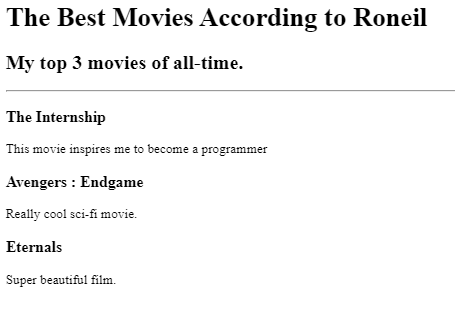 The Best Movies According to Roneil
My top 3 movies of all-time.
The Internship
This movie inspires me to become a programmer
Avengers : Endgame
Really cool sci-fi movie.
Eternals
Super beautiful film.